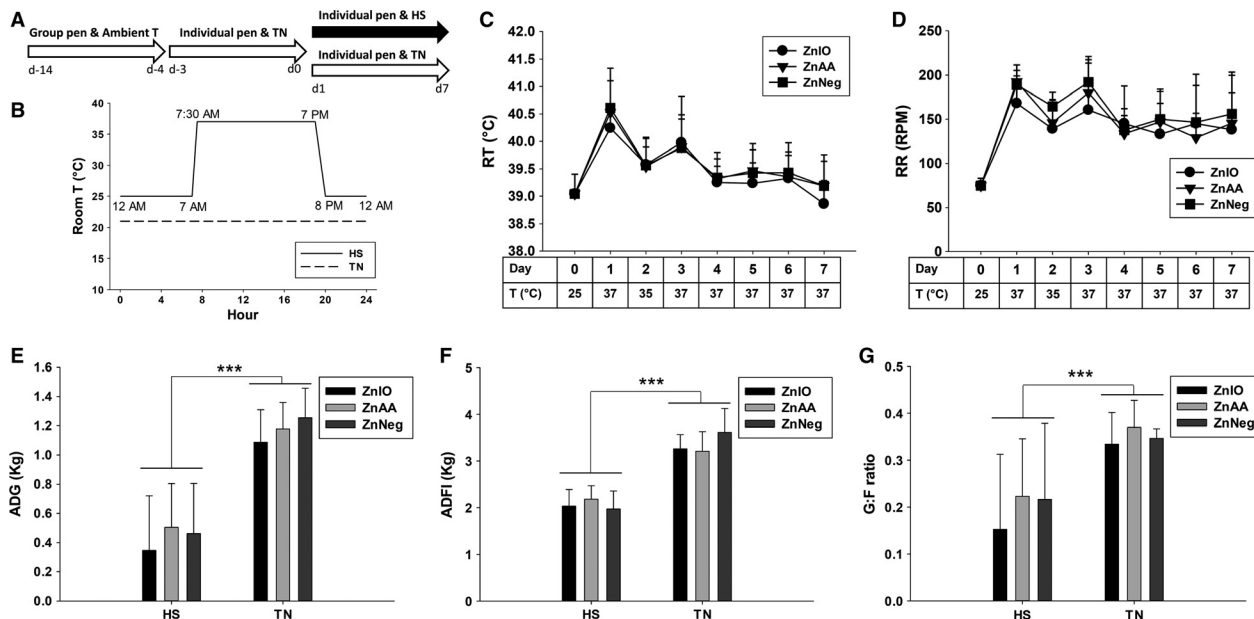 A
Group pen & Ambient T
Individual pen & TN
Individual pen & HS
Individual pen & TN
d-14
d-4
d-3
d0
d1
d7
B
Room T (°C)
40
35
30
25
20
15
10
7:30 AM
7 PM
12 AM
7 AM
8 PM
12 AM
HS
TN
0
4
8
12
16
20
24
Hour
C
RT (°C)
42.0
41.5
41.0
40.5
40.0
39.5
39.0
38.5
38.0
ZnIO
ZnAA
ZnNeg
Day 0 1 2 3 4 5 6 7
T (°C) 25 37 35 37 37 37 37 37
D
RR (RPM)
250
200
150
100
50
0
ZnIO
ZnAA
ZnNeg
Day 0 1 2 3 4 5 6 7
T (°C) 25 37 35 37 37 37 37 37
E
ADG (Kg)
1.6
1.4
1.2
1.0
0.8
0.6
0.4
0.2
0.0
***
ZnIO
ZnAA
ZnNeg
HS
TN
F
ADFI (Kg)
5
4
3
2
1
0
***
ZnIO
ZnAA
ZnNeg
HS
TN
G
G:F ratio
0.5
0.4
0.3
0.2
0.1
0.0
***
ZnIO
ZnAA
ZnNeg
HS
TN